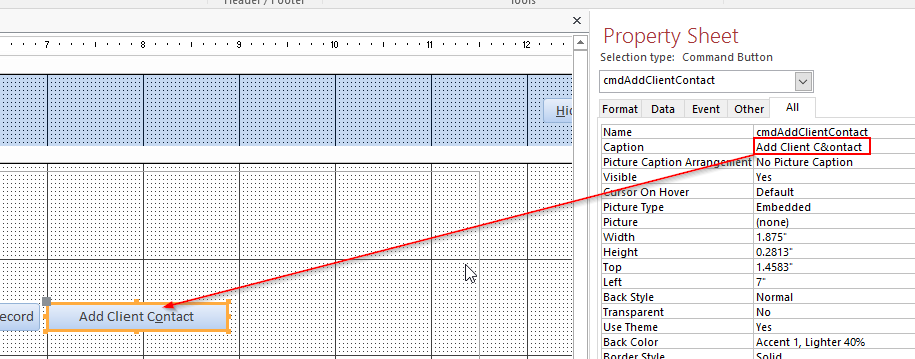 Header / Footer
Tools
7 8 9 10 11 12
Property Sheet
Selection type: Command Button
cmdAddClientContact
Format Data Event Other All
Name cmdAddClientContact
Caption Add Client C&ontact
Picture Caption Arrangement No Picture Caption
Visible Yes
Cursor On Hover Default
Picture Type Embedded
Picture (none)
Width 1.875"
Height 0.2813"
Top 1.4583"
Left 7"
Back Style Normal
Transparent No
Use Theme Yes
Back Color Accent 1, Lighter 40%
Border Style Solid
Hid
ecord
Add Client Contact